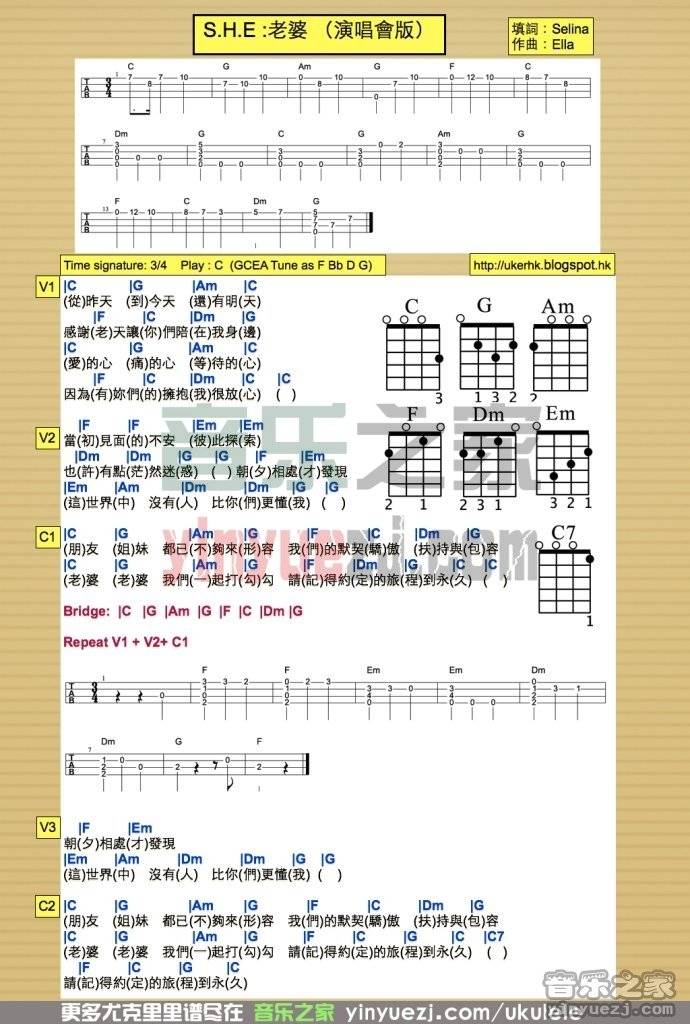 S.H.E :老婆 （演唱會版）
填詞：Selina
作曲：Ella
C G Am G F C
Dm G C G Am G
F C Dm G
Time signature: 3/4 Play : C (GCEA Tune as F Bb D G)
http://ukerhk.blogspot.hk
V1
|C |G |Am |C
(從)昨天 (到)今天 (還)有明(天)
|F |C |Dm |G
感謝(老)天讓(你)們陪(在)我身(邊)
|C |G |Am |C
(愛)的心 (痛)的心 (等)待的(心)
|F |C |Dm |C |C
因為(有)妳們(的)擁抱(我)很放(心) ( )
C G Am
F Dm Em
C7
V2
|F |F |Em |Em
當(初)見面(的)不安 (彼)此探(索)
|Dm |Dm |G |G |F |F
也(許)有點(茫)然迷(惑) ( ) 朝(夕)相處(才)發現
|Em |Am |Dm |Dm |G |G
(這)世界(中) 沒有(人) 比你(們)更懂(我) ( )
C1
|C |G |Am |G |F |C |Dm |G
(朋)友 (姐)妹 都已(不)夠來(形)容 我(們)的默契(驕)傲 (扶)持與(包)容
|C |G |Am |G |F |G |C |C
(老)婆 (老)婆 我們(一)起打(勾)勾 請(記)得約(定)的旅(程)到永(久) ( )
Bridge: |C |G |Am |G |F |C |Dm |G
Repeat V1 + V2+ C1
F F Em Em Dm
Dm G F
V3
|F |Em
朝(夕)相處(才)發現
|Em |Am |Dm |Dm |G |G
(這)世界(中) 沒有(人) 比你(們)更懂(我) ( )
C2
|C |G |Am |G |F |C |Dm |G
(朋)友 (姐)妹 都已(不)夠來(形)容 我(們)的默契(驕)傲 (扶)持與(包)容
|C |G |Am |G |F |G |C |C7
(老)婆 (老)婆 我們(一)起打(勾)勾 請(記)得約(定)的旅(程)到永(久) ( )
|F |C |G |C
請(記)得約(定)的旅(程)到永(久)
音乐之家
yinyuezj.com
音乐之家
更多尤克里里谱尽在 音乐之家 yinyuezj.com/ukulele